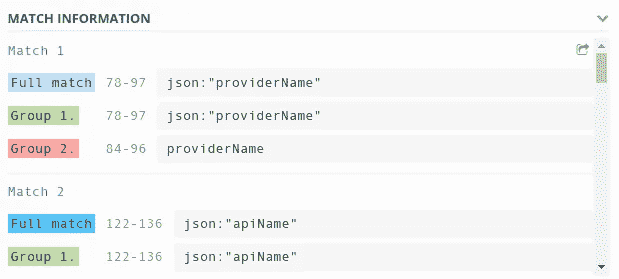 MATCH INFORMATION
Match 1
Full match 78-97 json:"providerName"
Group 1. 78-97 json:"providerName"
Group 2. 84-96 providerName
Match 2
Full match 122-136 json:"apiName"
Group 1. 122-136 json:"apiName"